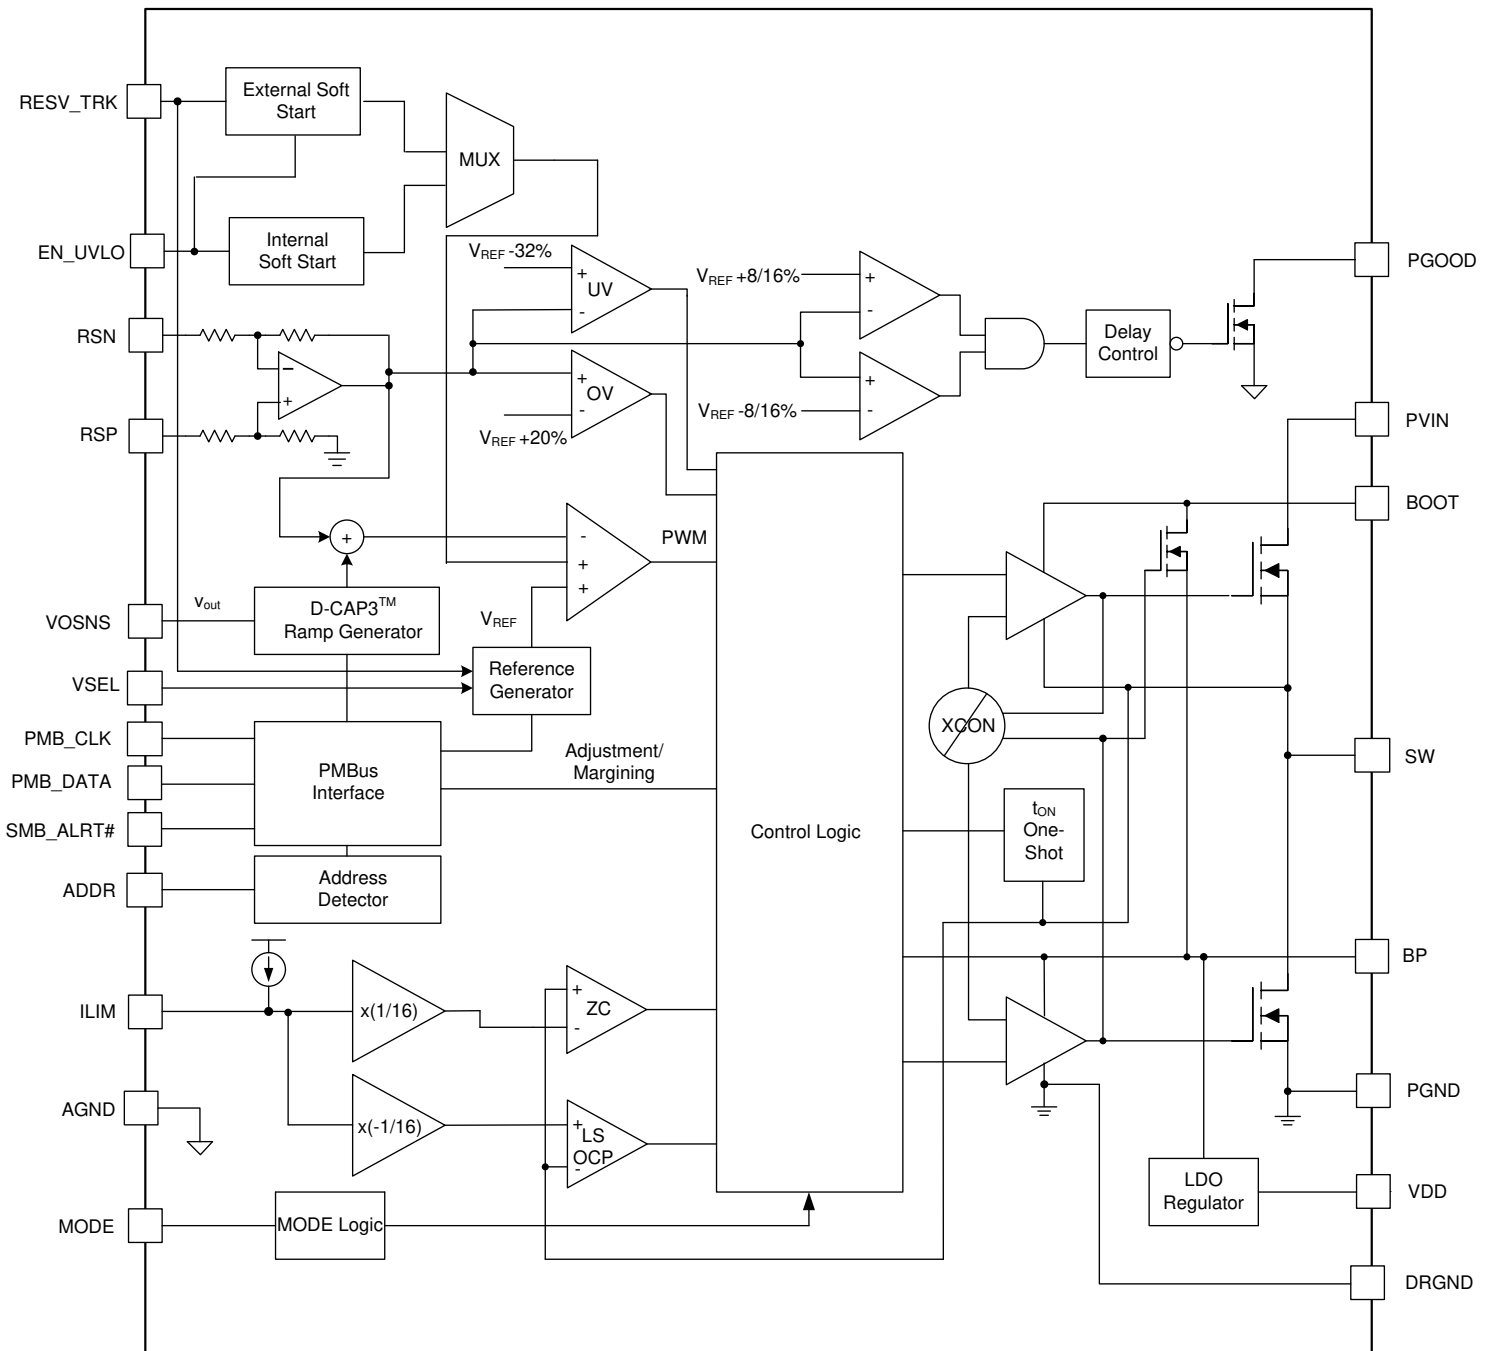 RESV_TRK
External Soft
Start
MUX
EN_UVLO
Internal
Soft Start
VREF -32%
+
UV
-
VREF +8/16%
+
-
PGOOD
RSN
−
+
RSP
+
OV
-
VREF +20%
+
-
VREF -8/16%
Delay
Control
PVIN
BOOT
+
-
+
+
PWM
VOSNS
vout
D-CAP3TM
Ramp Generator
VREF
VSEL
Reference
Generator
PMB_CLK
PMB_DATA
SMB_ALRT#
PMBus
Interface
Adjustment/
Margining
Control Logic
XCON
SW
tON
One-
Shot
ADDR
Address
Detector
BP
ILIM
x(1/16)
+
ZC
-
AGND
x(-1/16)
+
LS
OCP
-
PGND
LDO
Regulator
VDD
MODE
MODE Logic
DRGND